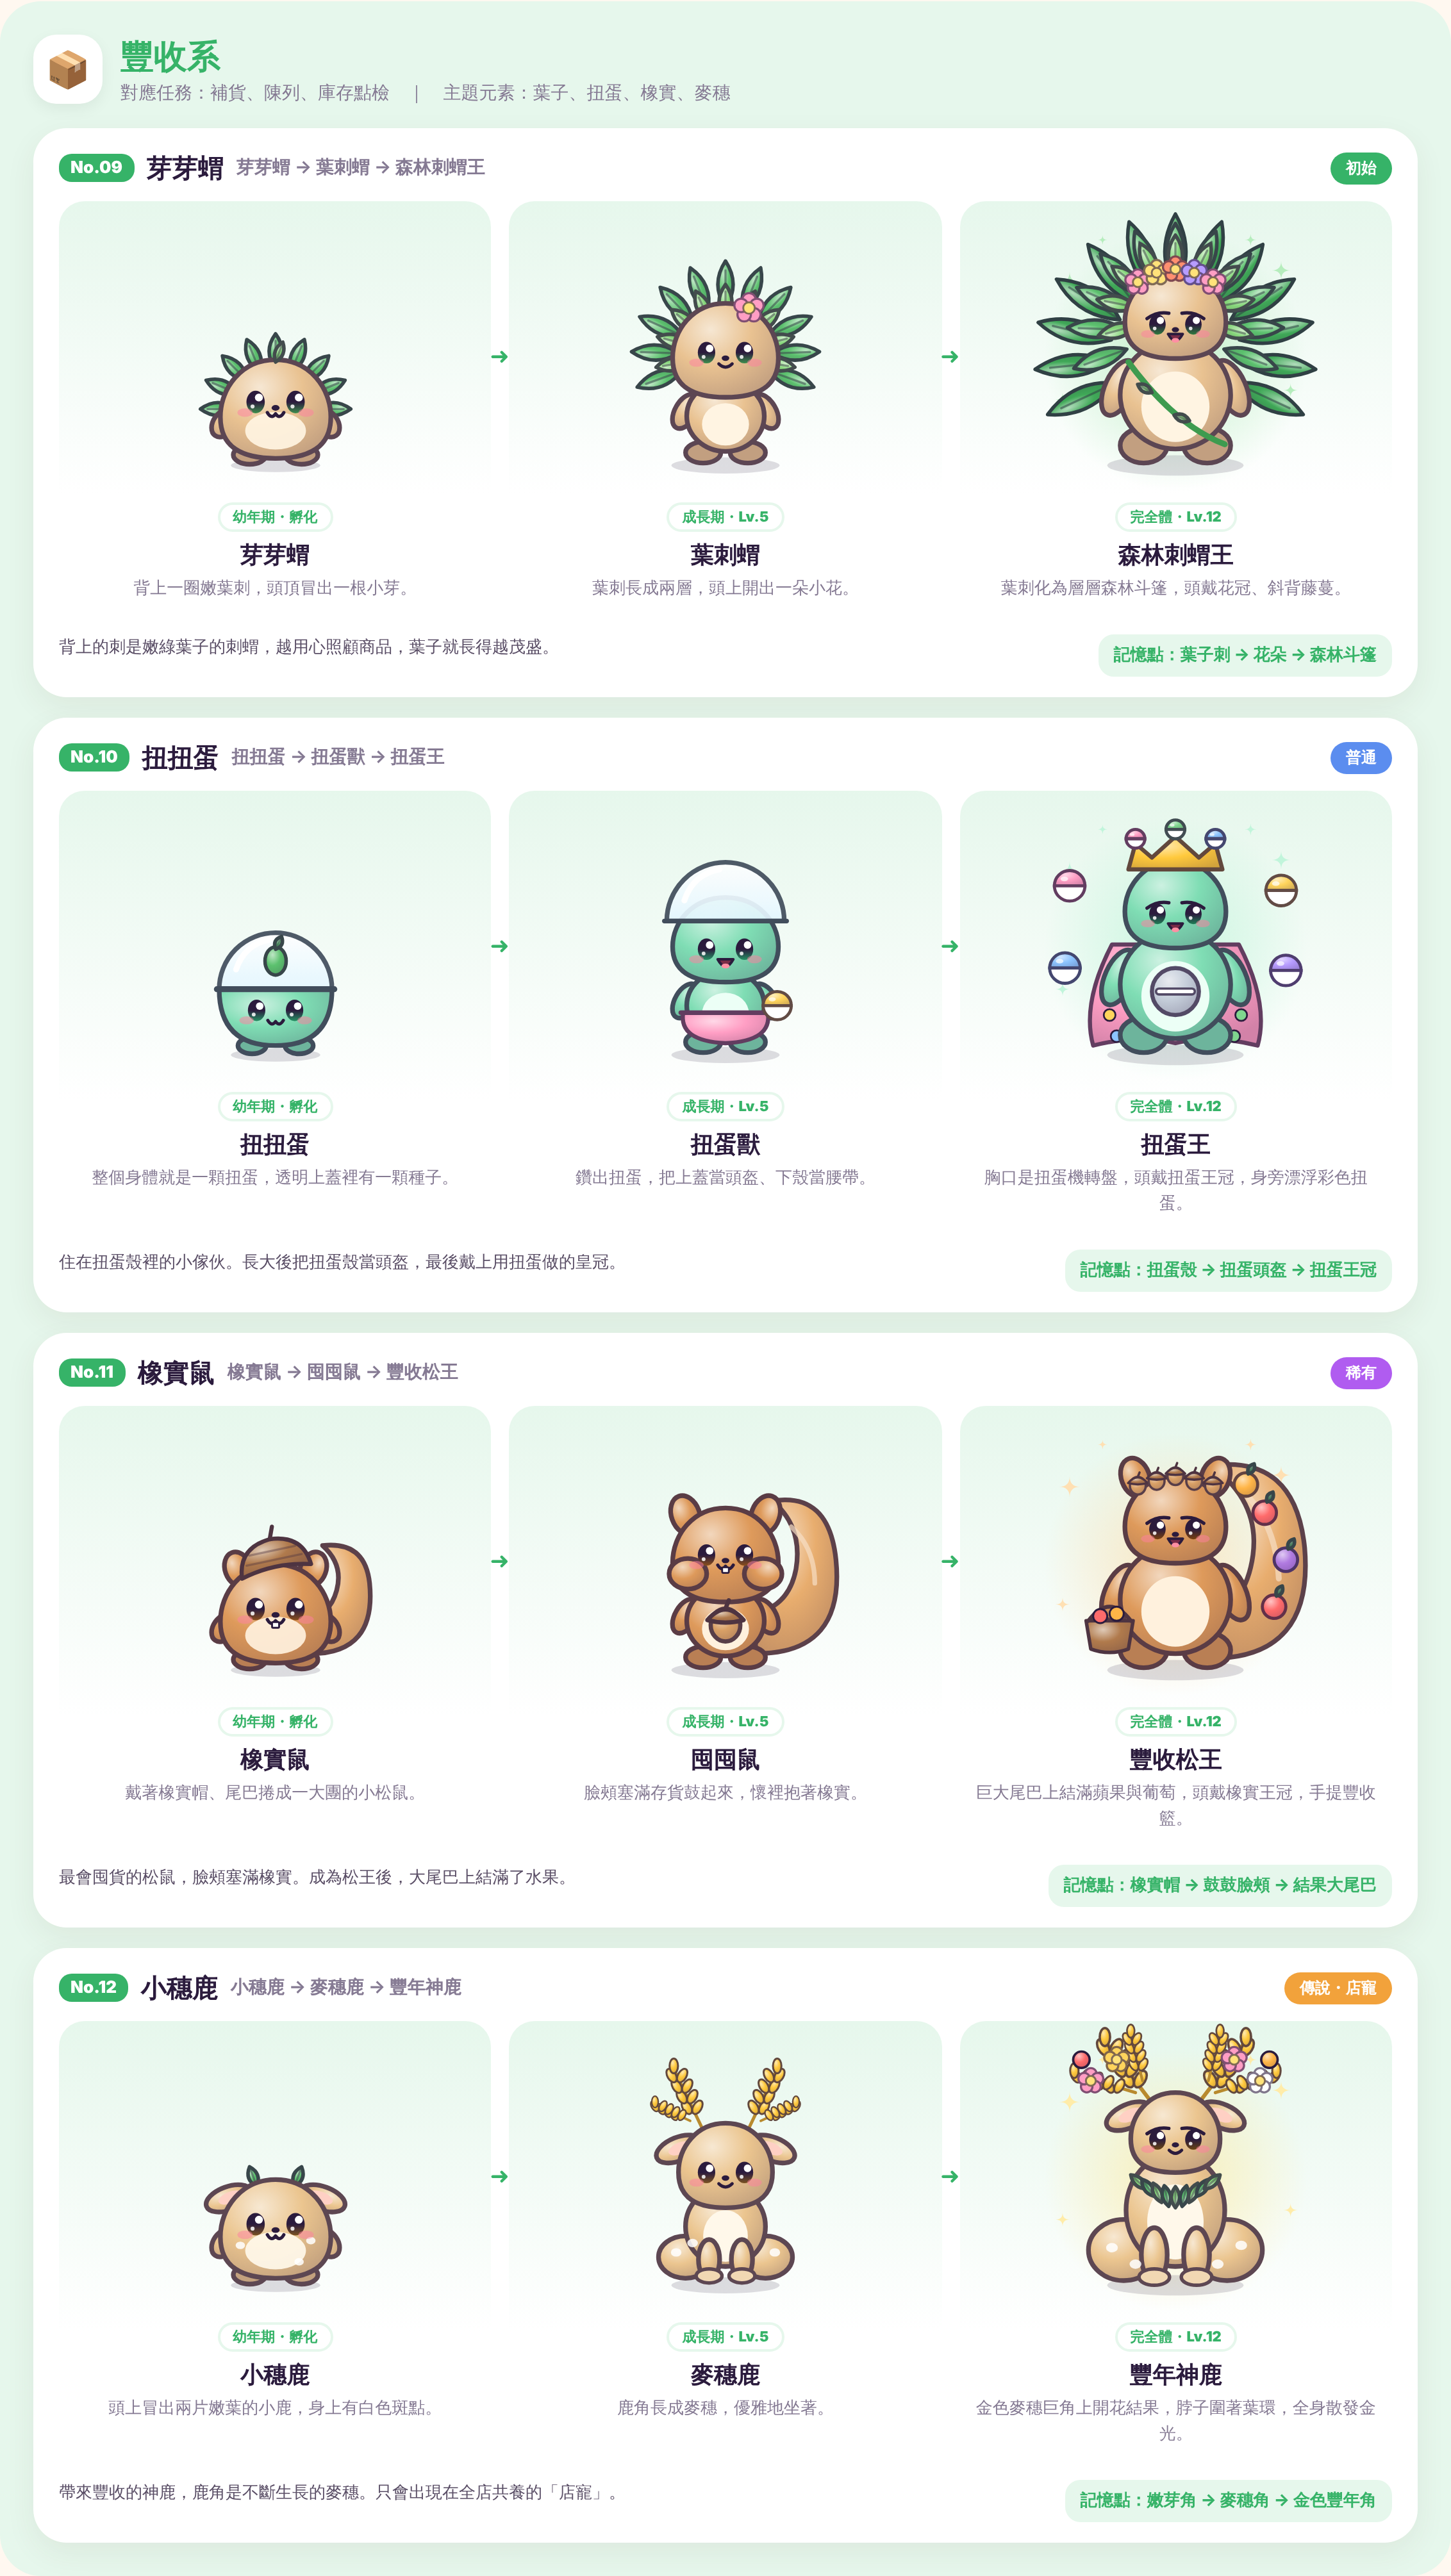 豐收系
對應任務：補貨、陳列、庫存點檢 ｜ 主題元素：葉子、扭蛋、橡實、麥穗
No.09 芽芽蝟 芽芽蝟 → 葉刺蝟 → 森林刺蝟王 初始
幼年期・孵化
芽芽蝟
背上一圈嫩葉刺，頭頂冒出一根小芽。
成長期・Lv.5
葉刺蝟
葉刺長成兩層，頭上開出一朵小花。
完全體・Lv.12
森林刺蝟王
葉刺化為層層森林斗篷，頭戴花冠、斜背藤蔓。
背上的刺是嫩綠葉子的刺蝟，越用心照顧商品，葉子就長得越茂盛。
記憶點：葉子刺 → 花朵 → 森林斗篷
No.10 扭扭蛋 扭扭蛋 → 扭蛋獸 → 扭蛋王 普通
幼年期・孵化
扭扭蛋
整個身體就是一顆扭蛋，透明上蓋裡有一顆種子。
成長期・Lv.5
扭蛋獸
鑽出扭蛋，把上蓋當頭盔、下殼當腰帶。
完全體・Lv.12
扭蛋王
胸口是扭蛋機轉盤，頭戴扭蛋王冠，身旁漂浮彩色扭
蛋。
住在扭蛋殼裡的小傢伙。長大後把扭蛋殼當頭盔，最後戴上用扭蛋做的皇冠。
記憶點：扭蛋殼 → 扭蛋頭盔 → 扭蛋王冠
No.11 橡實鼠 橡實鼠 → 囤囤鼠 → 豐收松王 稀有
幼年期・孵化
橡實鼠
戴著橡實帽、尾巴捲成一大團的小松鼠。
成長期・Lv.5
囤囤鼠
臉頰塞滿存貨鼓起來，懷裡抱著橡實。
完全體・Lv.12
豐收松王
巨大尾巴上結滿蘋果與葡萄，頭戴橡實王冠，手提豐收
籃。
最會囤貨的松鼠，臉頰塞滿橡實。成為松王後，大尾巴上結滿了水果。
記憶點：橡實帽 → 鼓鼓臉頰 → 結果大尾巴
No.12 小穗鹿 小穗鹿 → 麥穗鹿 → 豐年神鹿 傳說・店寵
幼年期・孵化
小穗鹿
頭上冒出兩片嫩葉的小鹿，身上有白色斑點。
成長期・Lv.5
麥穗鹿
鹿角長成麥穗，優雅地坐著。
完全體・Lv.12
豐年神鹿
金色麥穗巨角上開花結果，脖子圍著葉環，全身散發金
光。
帶來豐收的神鹿，鹿角是不斷生長的麥穗。只會出現在全店共養的「店寵」。
記憶點：嫩芽角 → 麥穗角 → 金色豐年角